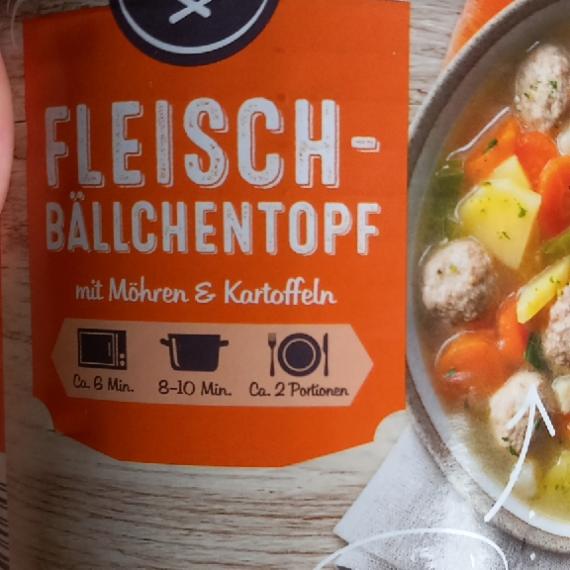 FLEISCH-
BÄLLCHENTOPF
mit Möhren & Kartoffeln
Ca. 6 Min. 8-10 Min. Ca. 2 Portionen